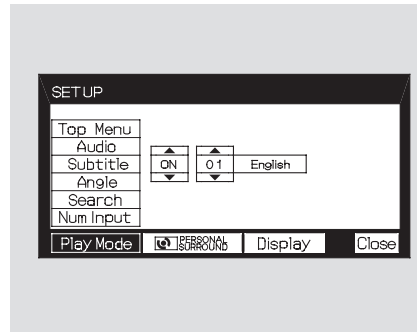 SETUP
Top Menu
Audio
Subtitle ON 01 English
Angle
Search
Num Input
Play Mode PERSONAL SURROUND Display Close